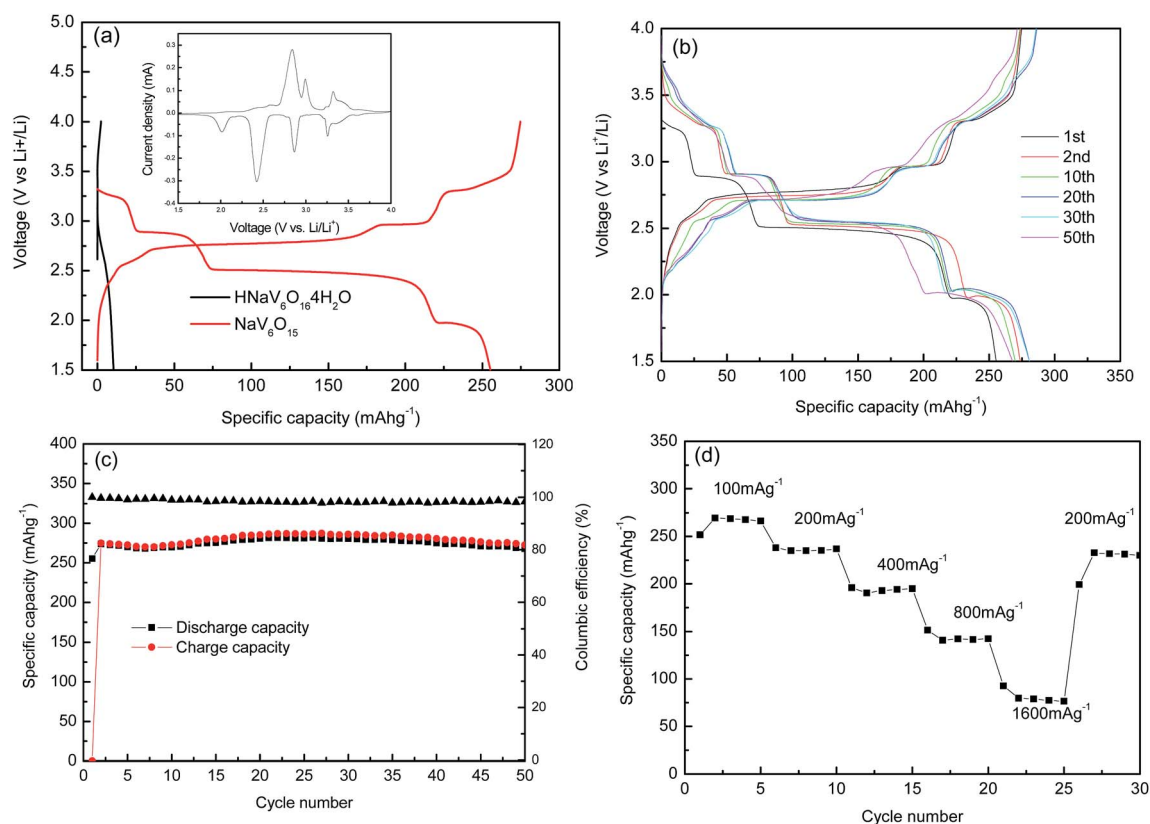 (a)
5.0
4.5
4.0
3.5
3.0
2.5
2.0
1.5
Voltage (V vs Li+/Li)
0
50
100
150
200
250
300
Specific capacity (mAhg⁻¹)
HNaV₆O₁₆4H₂O
NaV₆O₁₅
0.3
0.2
0.1
0.0
-0.1
-0.2
-0.3
-0.4
Current density (mA)
1.5
2.0
2.5
3.0
3.5
4.0
Voltage (V vs. Li/Li⁺)
(b)
4.0
3.5
3.0
2.5
2.0
1.5
Voltage (V vs Li⁺/Li)
0
50
100
150
200
250
300
350
Specific capacity (mAhg⁻¹)
1st
2nd
10th
20th
30th
50th
(c)
400
350
300
250
200
150
100
50
0
Specific capacity (mAhg⁻¹)
120
100
80
60
40
20
0
Columbic efficiency (%)
Discharge capacity
Charge capacity
0
5
10
15
20
25
30
35
40
45
50
Cycle number
(d)
350
300
250
200
150
100
50
0
Specific capacity (mAhg⁻¹)
100mAg⁻¹
200mAg⁻¹
400mAg⁻¹
800mAg⁻¹
1600mAg⁻¹
200mAg⁻¹
0
5
10
15
20
25
30
Cycle number